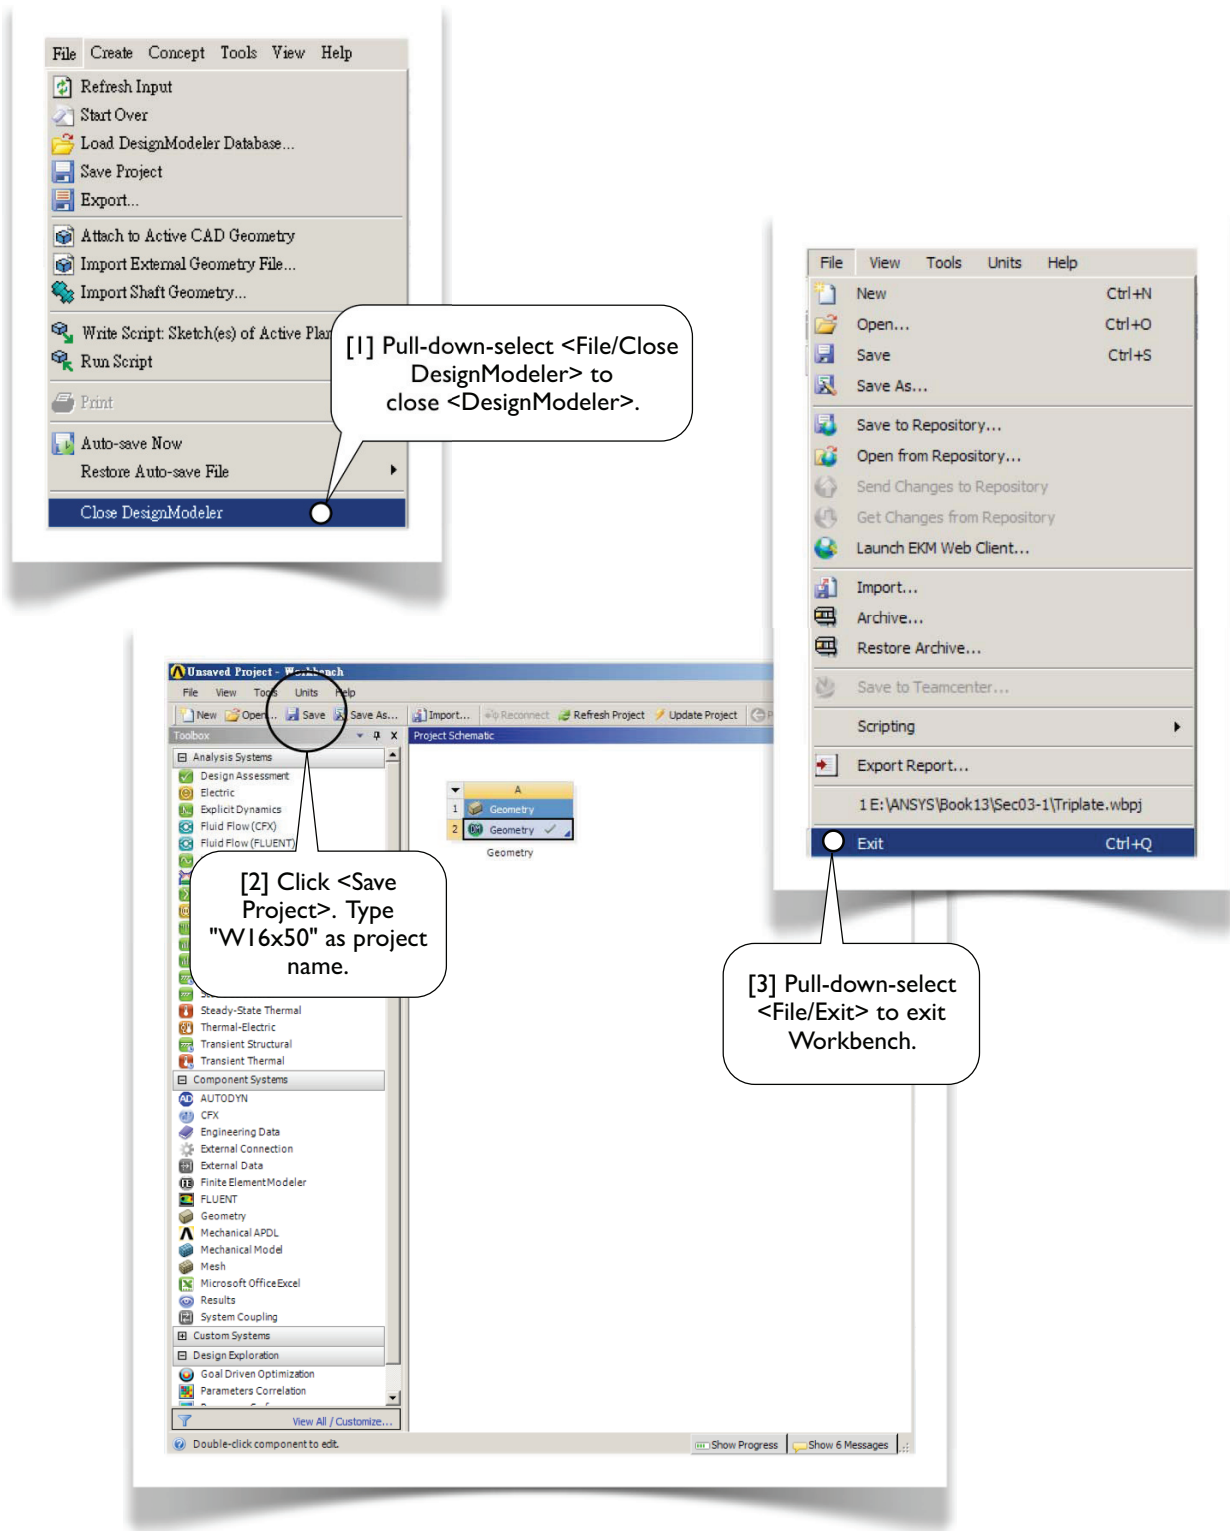 File Create Concept Tools View Help
Refresh Input
Start Over
Load DesignModeler Database...
Save Project
Export...
Attach to Active CAD Geometry
Import External Geometry File...
Import Shaft Geometry...
Write Script: Sketch(es) of Active Plan
Run Script
Print
Auto-save Now
Restore Auto-save File
Close DesignModeler
[1] Pull-down-select <File/Close
DesignModeler> to
close <DesignModeler>.
File View Tools Units Help
New Ctrl+N
Open... Ctrl+O
Save Ctrl+S
Save As...
Save to Repository...
Open from Repository...
Send Changes to Repository
Get Changes from Repository
Launch EKM Web Client...
Import...
Archive...
Restore Archive...
Save to Teamcenter...
Scripting
Export Report...
1 E:\ANSYS\Book13\Sec03-1\Triplate.wbpj
Exit Ctrl+Q
[3] Pull-down-select
<File/Exit> to exit
Workbench.
Unsaved Project - Workbench
File View Tools Units Help
New Open... Save Save As... Import... Reconnect Refresh Project Update Project
Toolbox
Project Schematic
Analysis Systems
Design Assessment
Electric
Explicit Dynamics
Fluid Flow (CFX)
Fluid Flow (FLUENT)
[2] Click <Save
Project>. Type
"W16x50" as project
name.
Steady-State Thermal
Thermal-Electric
Transient Structural
Transient Thermal
Component Systems
AUTODYN
CFX
Engineering Data
External Connection
External Data
Finite Element Modeler
FLUENT
Geometry
Mechanical APDL
Mechanical Model
Mesh
Microsoft Office Excel
Results
System Coupling
Custom Systems
Design Exploration
Goal Driven Optimization
Parameters Correlation
View All / Customize...
A
1 Geometry
2 Geometry
Geometry
Double-click component to edit.
Show Progress Show 6 Messages